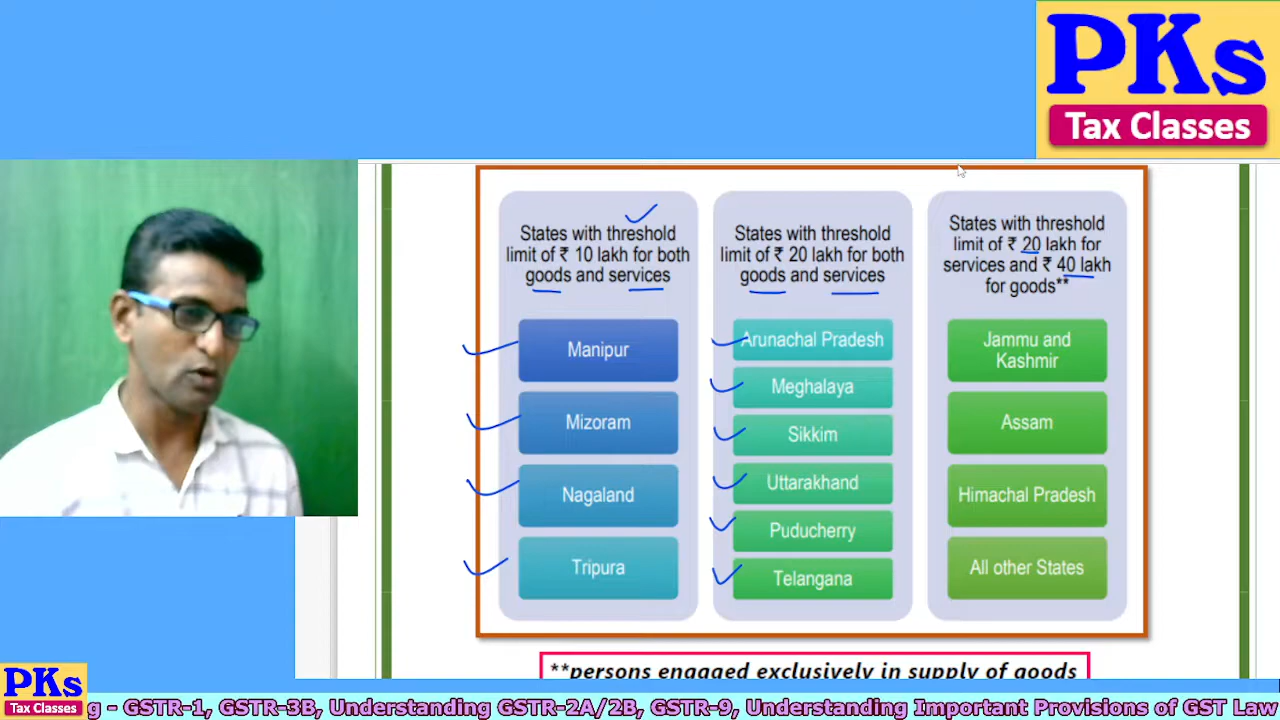 PKs
Tax Classes
States with threshold
limit of ₹ 10 lakh for both
goods and services
Manipur
Mizoram
Nagaland
Tripura
States with threshold
limit of ₹ 20 lakh for both
goods and services
Arunachal Pradesh
Meghalaya
Sikkim
Uttarakhand
Puducherry
Telangana
States with threshold
limit of ₹ 20 lakh for
services and ₹ 40 lakh
for goods**
Jammu and
Kashmir
Assam
Himachal Pradesh
All other States
**persons engaged exclusively in supply of goods
PKs
Tax Classes
g - GSTR-1, GSTR-3B, Understanding GSTR-2A/2B, GSTR-9, Understanding Important Provisions of GST Law